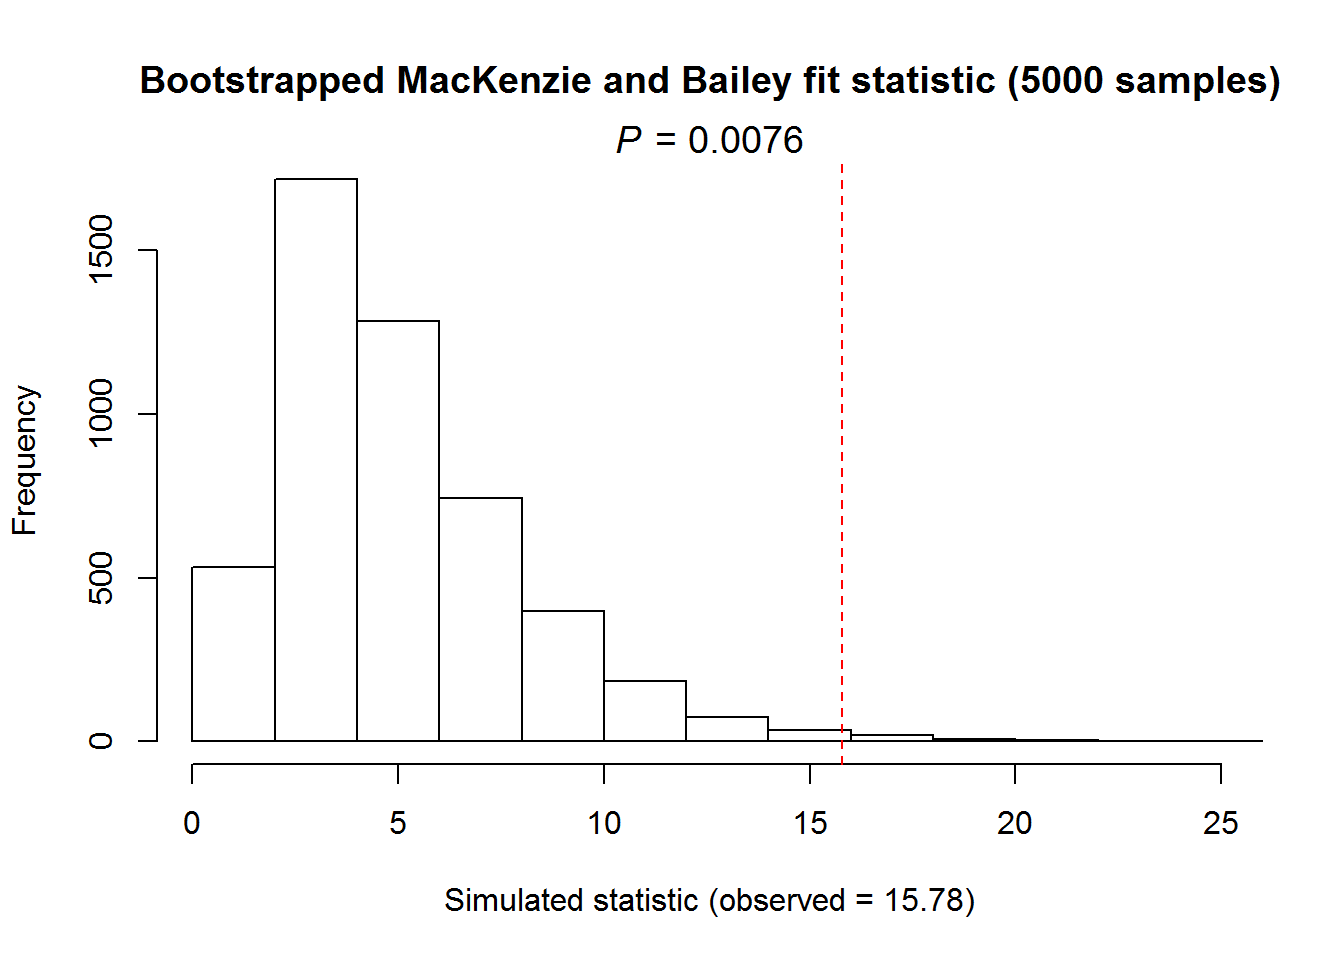 Bootstrapped MacKenzie and Bailey fit statistic (5000 samples)
P = 0.0076
Frequency
1500
1000
500
0
0 5 10 15 20 25
Simulated statistic (observed = 15.78)